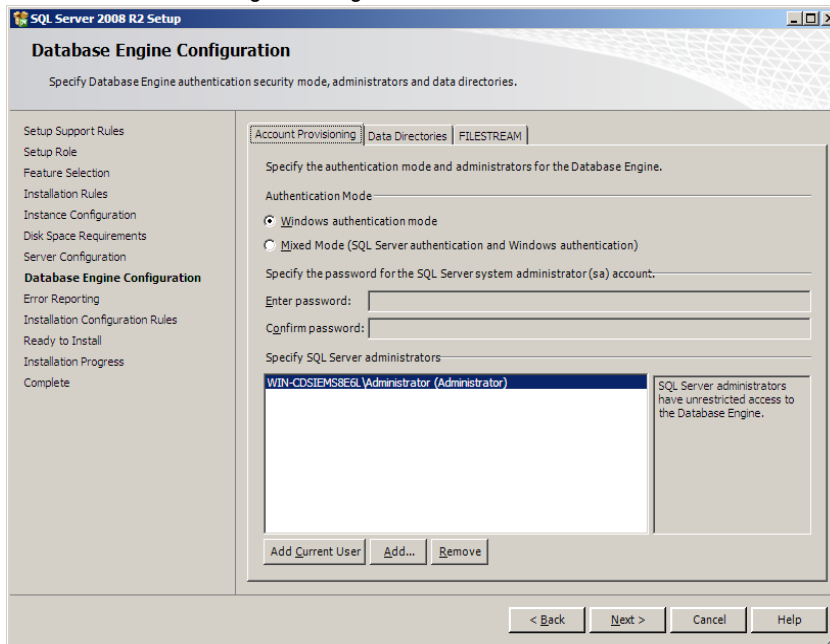 SQL Server 2008 R2 Setup
Database Engine Configuration
Specify Database Engine authentication security mode, administrators and data directories.
Setup Support Rules
Setup Role
Feature Selection
Installation Rules
Instance Configuration
Disk Space Requirements
Server Configuration
Database Engine Configuration
Error Reporting
Installation Configuration Rules
Ready to Install
Installation Progress
Complete
Account Provisioning
Data Directories
FILESTREAM
Specify the authentication mode and administrators for the Database Engine.
Authentication Mode
Windows authentication mode
Mixed Mode (SQL Server authentication and Windows authentication)
Specify the password for the SQL Server system administrator (sa) account.
Enter password:
Confirm password:
Specify SQL Server administrators
WIN-CDSIEMS8E6L\Administrator (Administrator)
SQL Server administrators
have unrestricted access to
the Database Engine.
Add Current User
Add...
Remove
< Back
Next >
Cancel
Help